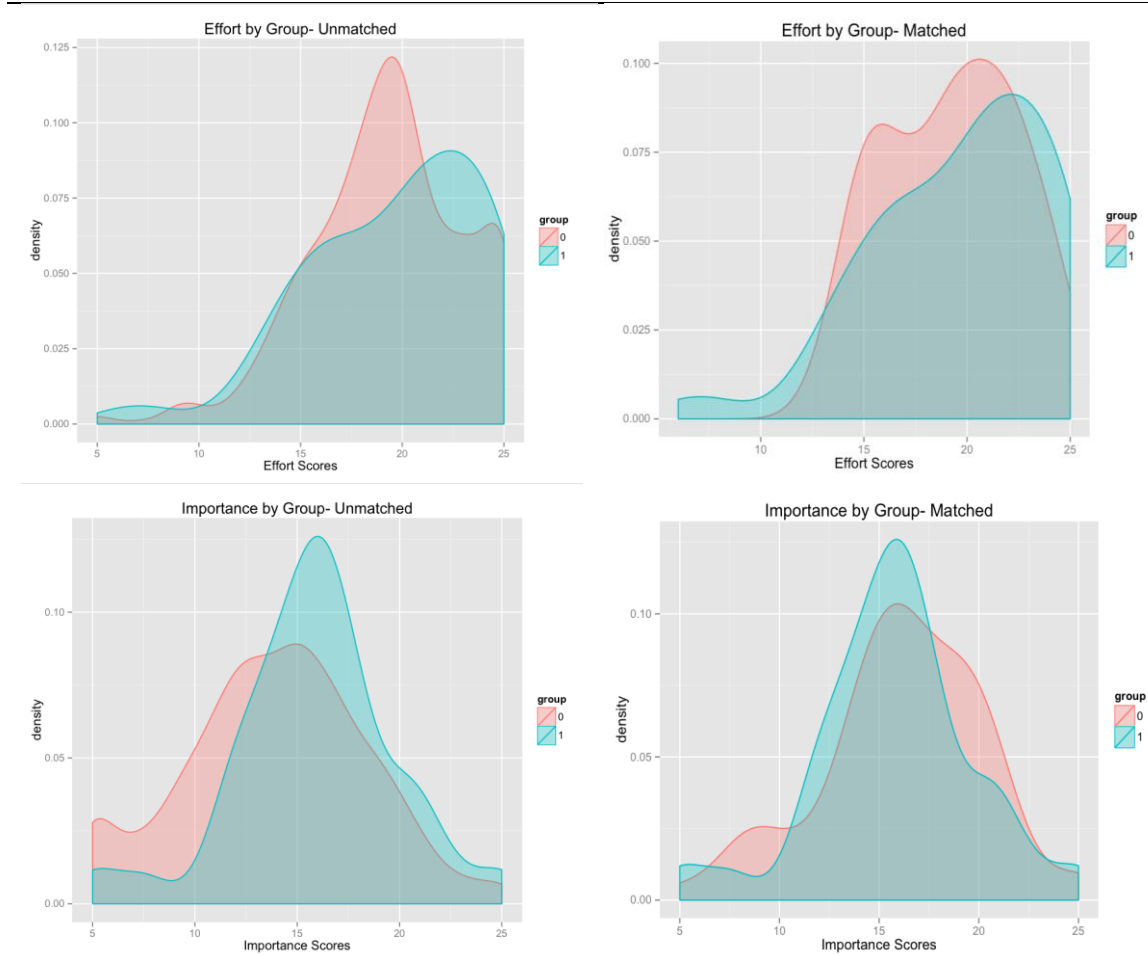 Effort by Group- Unmatched
0.125
0.100
0.075
0.050
0.025
0.000
density
5
10
15
20
25
Effort Scores
group
0
1
Effort by Group- Matched
0.100
0.075
0.050
0.025
0.000
density
10
15
20
25
Effort Scores
group
0
1
Importance by Group- Unmatched
0.10
0.05
0.00
density
5
10
15
20
25
Importance Scores
group
0
1
Importance by Group- Matched
0.10
0.05
0.00
density
5
10
15
20
25
Importance Scores
group
0
1